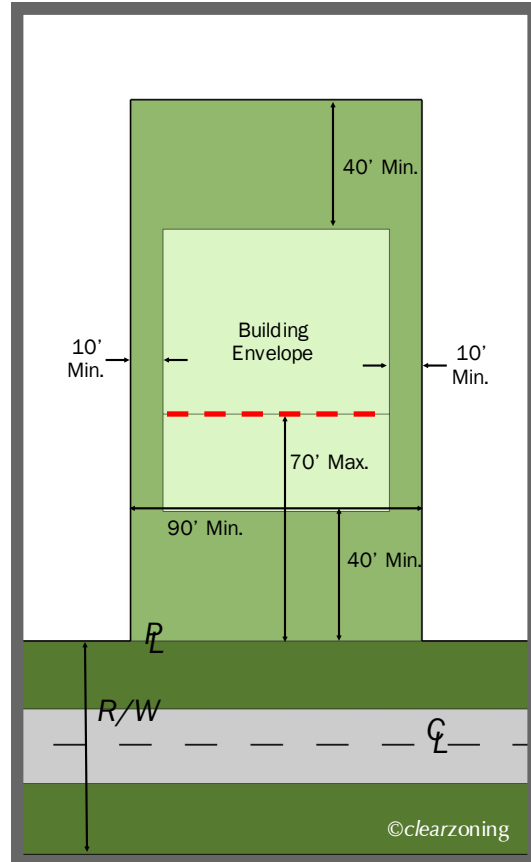 40’ Min.
Building
Envelope
10’
Min.
10’
Min.
70’ Max.
90’ Min.
40’ Min.
PL
R/W
CL
©clearzoning